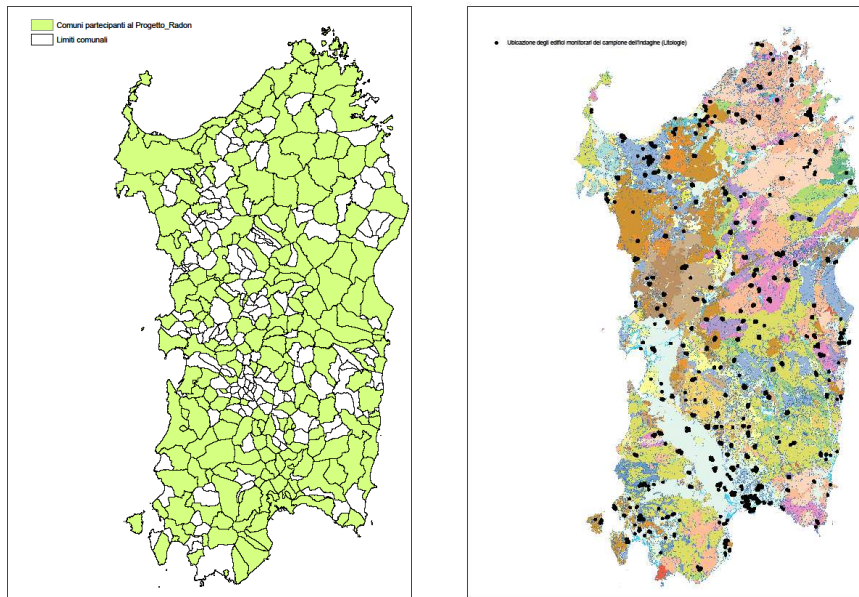 Comuni partecipanti al Progetto_Radon
Limiti comunali
Ubicazione degli edifici monitorati del campione dell'indagine (Litologie)